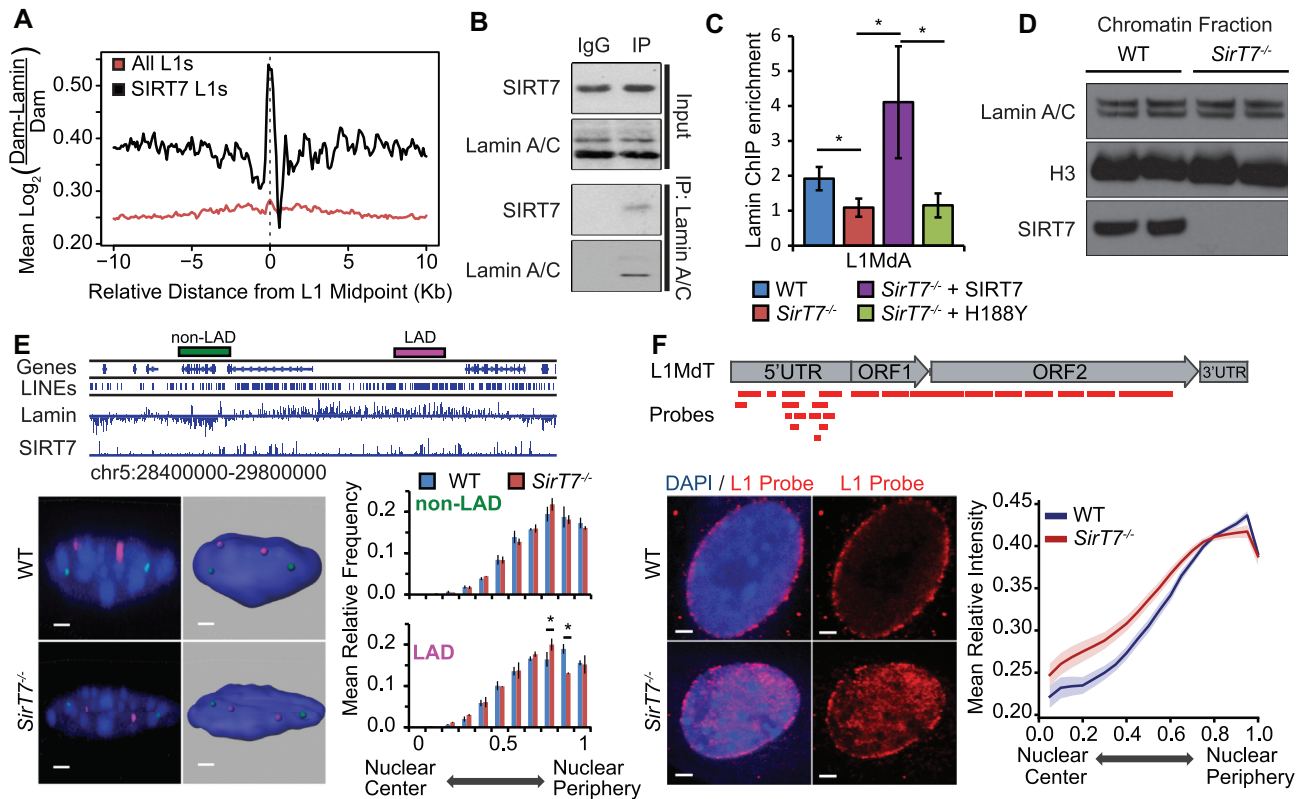 A
Mean Log2(Dam-Lamin/Dam)
0.50
0.40
0.30
0.20
All L1s
SIRT7 L1s
−10
−5
0
5
10
Relative Distance from L1 Midpoint (Kb)
B
IgG
IP
SIRT7
Lamin A/C
Input
SIRT7
Lamin A/C
IP: Lamin A/C
C
Lamin ChIP enrichment
6
5
4
3
2
1
0
*
*
*
L1MdA
WT
SirT7-/-
SirT7-/- + SIRT7
SirT7-/- + H188Y
D
Chromatin Fraction
WT
SirT7-/-
Lamin A/C
H3
SIRT7
E
non-LAD
LAD
Genes
LINEs
Lamin
SIRT7
chr5:28400000-29800000
WT
SirT7-/-
WT
SirT7-/-
non-LAD
0.2
0.1
0.0
LAD
* *
0.2
0.1
0.0
Mean Relative Frequency
0
0.5
1.0
Nuclear Center
Nuclear Periphery
F
L1MdT
5'UTR
ORF1
ORF2
3'UTR
Probes
DAPI / L1 Probe
L1 Probe
WT
SirT7-/-
Mean Relative Intensity
0.45
0.40
0.35
0.30
0.25
0.20
WT
SirT7-/-
0.0
0.2
0.4
0.6
0.8
1.0
Nuclear Center
Nuclear Periphery